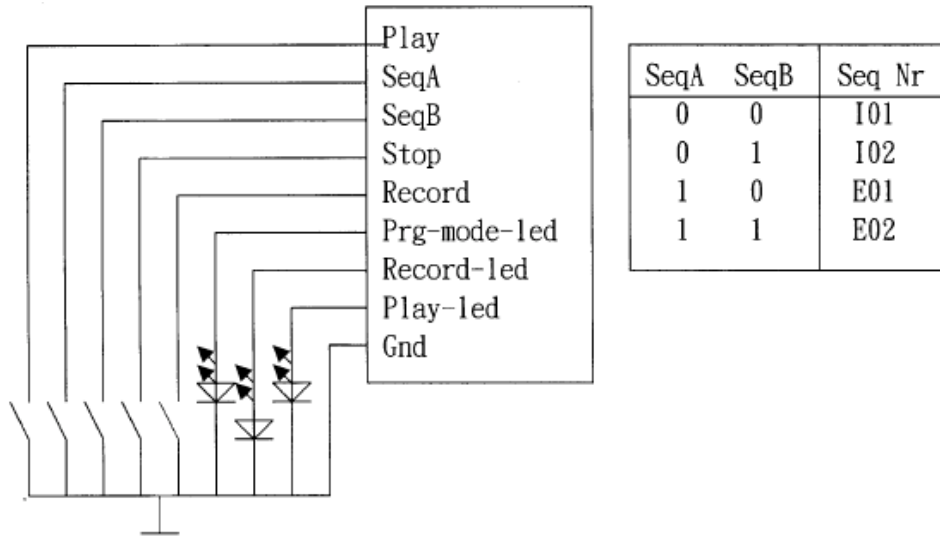 Play
SeqA
SeqB
Stop
Record
Prg-mode-led
Record-led
Play-led
Gnd
SeqA SeqB Seq Nr
0 0 I01
0 1 I02
1 0 E01
1 1 E02